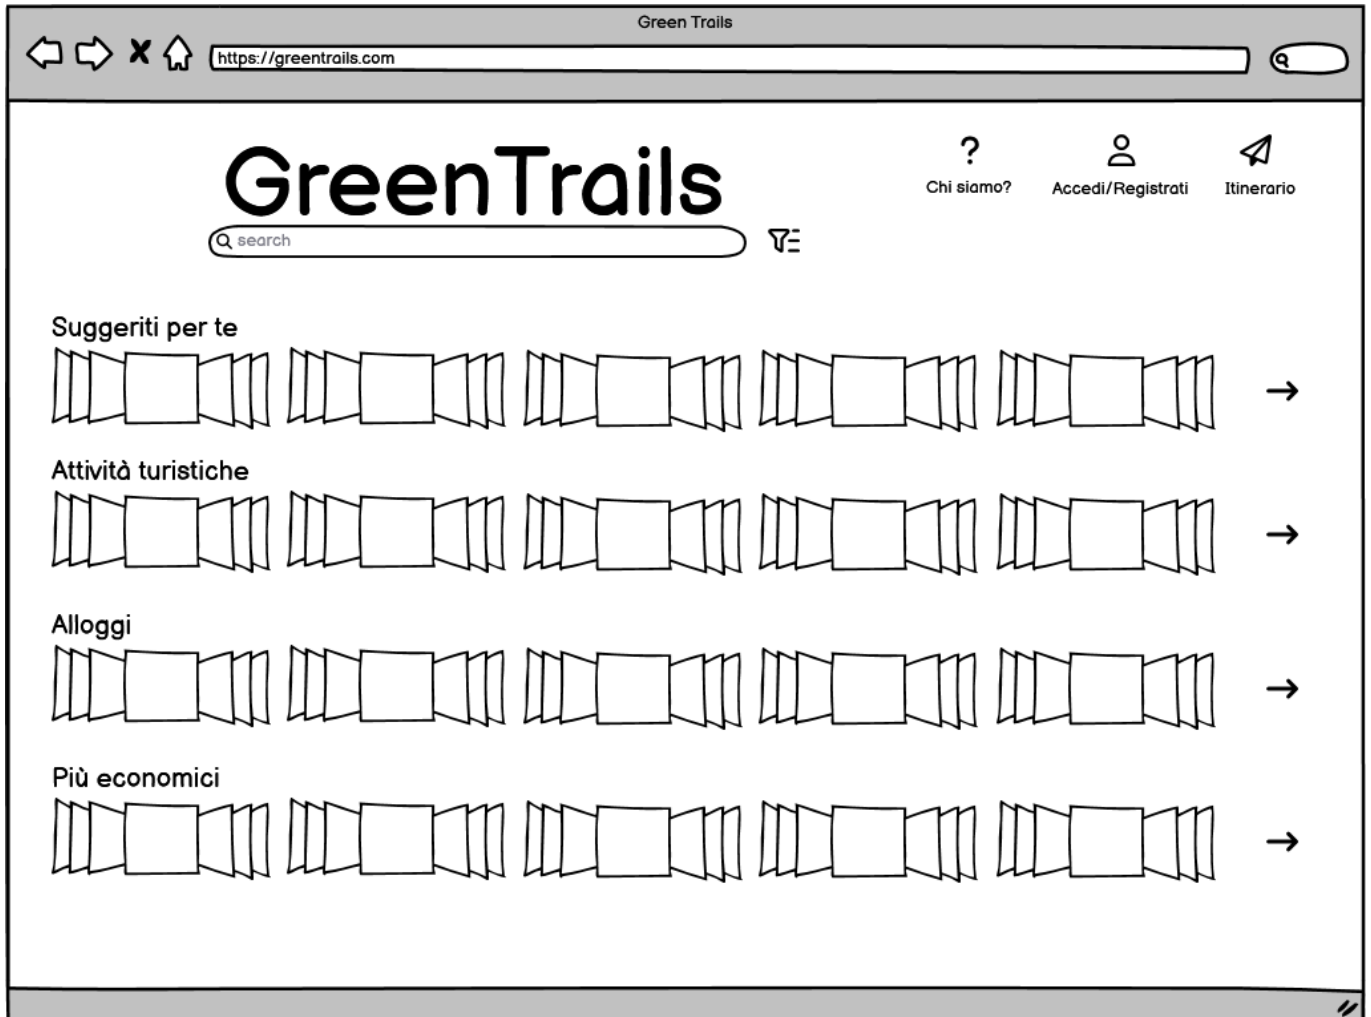 Green Trails
https://greentrails.com
GreenTrails
Chi siamo?
Accedi/Registrati
Itinerario
search
Suggeriti per te
Attività turistiche
Alloggi
Più economici